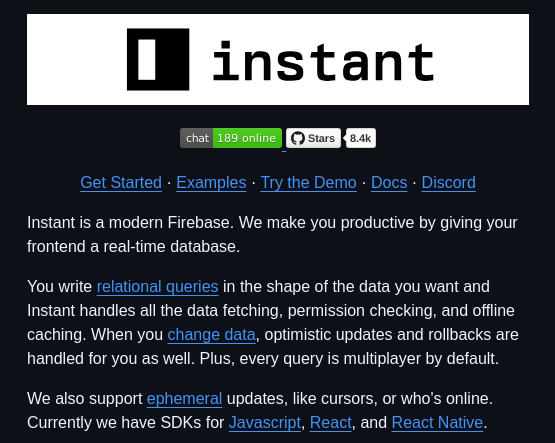 instant
chat 189 online Stars 8.4k
Get Started · Examples · Try the Demo · Docs · Discord
Instant is a modern Firebase. We make you productive by giving your
frontend a real-time database.
You write relational queries in the shape of the data you want and
Instant handles all the data fetching, permission checking, and offline
caching. When you change data, optimistic updates and rollbacks are
handled for you as well. Plus, every query is multiplayer by default.
We also support ephemeral updates, like cursors, or who's online.
Currently we have SDKs for Javascript, React, and React Native.